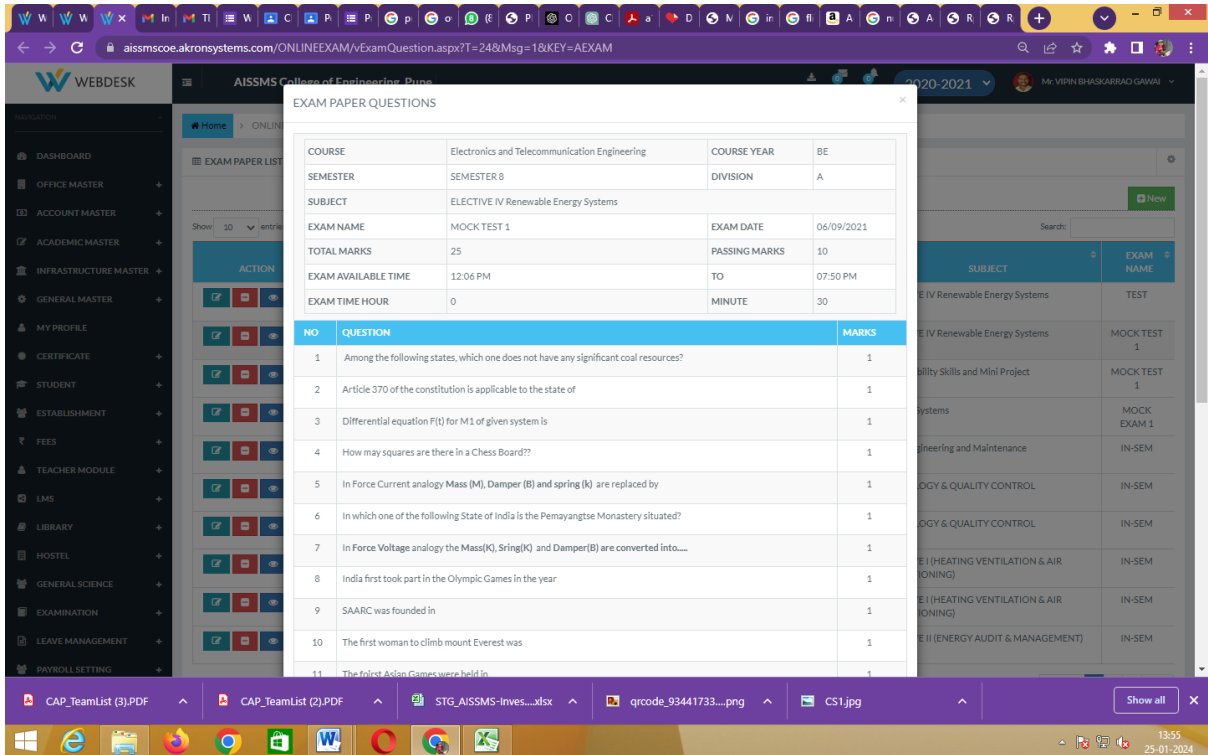 W W W W M In M Tl W C P P G p G o (E P O C a D M G in G fl A G n A R R
aissmscoe.akronsystems.com/ONLINEEXAM/vExamQuestion.aspx?T=24&Msg=1&KEY=AEXAM
WEBDESK
AISSMS College of Engineering, Pune
2020-2021
Mr. VIPIN BHASKARRAO GAWAI
NAVIGATION
DASHBOARD
OFFICE MASTER +
ACCOUNT MASTER +
ACADEMIC MASTER +
INFRASTRUCTURE MASTER +
GENERAL MASTER +
MY PROFILE
CERTIFICATE +
STUDENT +
ESTABLISHMENT +
FEES +
TEACHER MODULE +
LMS +
LIBRARY +
HOSTEL +
GENERAL SCIENCE +
EXAMINATION +
LEAVE MANAGEMENT +
PAYROLL SETTING +
Home > ONLIN
EXAM PAPER LIST
New
Show 10 entrie
Search:
ACTION
SUBJECT
EXAM NAME
E IV Renewable Energy Systems TEST
E IV Renewable Energy Systems MOCK TEST 1
bility Skills and Mini Project MOCK TEST 1
ystems MOCK EXAM 1
gineering and Maintenance IN-SEM
OGY & QUALITY CONTROL IN-SEM
OGY & QUALITY CONTROL IN-SEM
E I (HEATING VENTILATION & AIR IONING) IN-SEM
E I (HEATING VENTILATION & AIR IONING) IN-SEM
E II (ENERGY AUDIT & MANAGEMENT) IN-SEM
EXAM PAPER QUESTIONS ×
COURSE Electronics and Telecommunication Engineering COURSE YEAR BE
SEMESTER SEMESTER 8 DIVISION A
SUBJECT ELECTIVE IV Renewable Energy Systems
EXAM NAME MOCK TEST 1 EXAM DATE 06/09/2021
TOTAL MARKS 25 PASSING MARKS 10
EXAM AVAILABLE TIME 12:06 PM TO 07:50 PM
EXAM TIME HOUR 0 MINUTE 30
NO QUESTION MARKS
1 Among the following states, which one does not have any significant coal resources? 1
2 Article 370 of the constitution is applicable to the state of 1
3 Differential equation F(t) for M1 of given system is 1
4 How may squares are there in a Chess Board?? 1
5 In Force Current analogy Mass (M), Damper (B) and spring (k) are replaced by 1
6 In which one of the following State of India is the Pemayangtse Monastery situated? 1
7 In Force Voltage analogy the Mass(K), Sring(K) and Damper(B) are converted into..... 1
8 India first took part in the Olympic Games in the year 1
9 SAARC was founded in 1
10 The first woman to climb mount Everest was 1
11 The foirst Asian Games were held in 1
CAP_TeamList (3).PDF CAP_TeamList (2).PDF STG_AISSMS-Inves....xlsx qrcode_93441733....png CS1.jpg Show all
13:55
25-01-2024